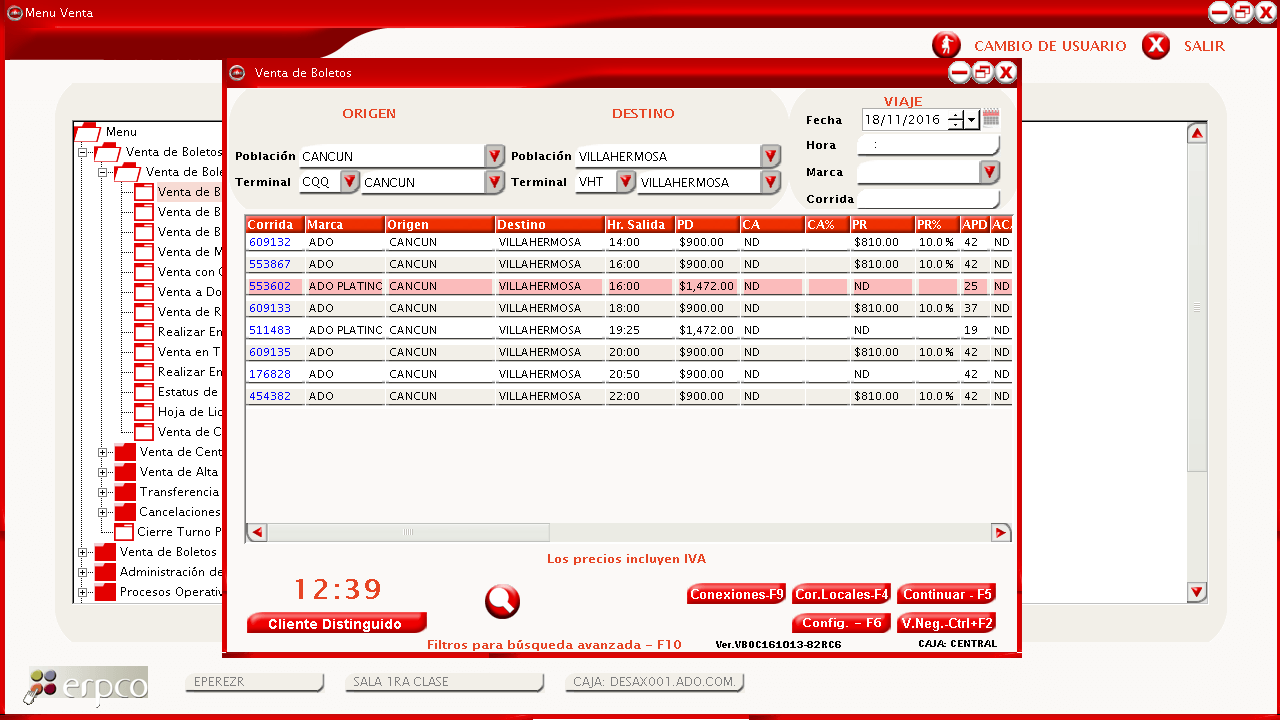 Menu Venta
CAMBIO DE USUARIO SALIR
Venta de Boletos
ORIGEN DESTINO VIAJE
Fecha 18/11/2016
Hora :
Población CANCUN Población VILLAHERMOSA
Marca
Terminal CQQ CANCUN Terminal VHT VILLAHERMOSA
Corrida
Menu
Venta de Boletos
Venta de Bole
Venta de B
Venta de B
Venta de B
Venta de M
Venta con
Venta a Do
Venta de R
Realizar En
Venta en T
Realizar En
Estatus de
Hoja de Lic
Venta de C
Venta de Cent
Venta de Alta
Transferencia
Cancelaciones
Cierre Turno P
Venta de Boletos
Administración de
Procesos Operativ
Corrida Marca Origen Destino Hr. Salida PD CA CA% PR PR% APD AC
609132 ADO CANCUN VILLAHERMOSA 14:00 $900.00 ND $810.00 10.0 % 42 ND
553867 ADO CANCUN VILLAHERMOSA 16:00 $900.00 ND $810.00 10.0 % 42 ND
553602 ADO PLATINO CANCUN VILLAHERMOSA 16:00 $1,472.00 ND ND 25 ND
609133 ADO CANCUN VILLAHERMOSA 18:00 $900.00 ND $810.00 10.0 % 37 ND
511483 ADO PLATINO CANCUN VILLAHERMOSA 19:25 $1,472.00 ND ND 19 ND
609135 ADO CANCUN VILLAHERMOSA 20:00 $900.00 ND $810.00 10.0 % 42 ND
176828 ADO CANCUN VILLAHERMOSA 20:50 $900.00 ND ND 42 ND
454382 ADO CANCUN VILLAHERMOSA 22:00 $900.00 ND $810.00 10.0 % 42 ND
Los precios incluyen IVA
12:39
Conexiones-F9 Cor.Locales-F4 Continuar - F5
Cliente Distinguido Config. - F6 V.Neg.-Ctrl+F2
Filtros para búsqueda avanzada - F10 Ver.VBOC161013-82RC6 CAJA: CENTRAL
erpco EPEREZR SALA 1RA CLASE CAJA: DESAX001.ADO.COM.